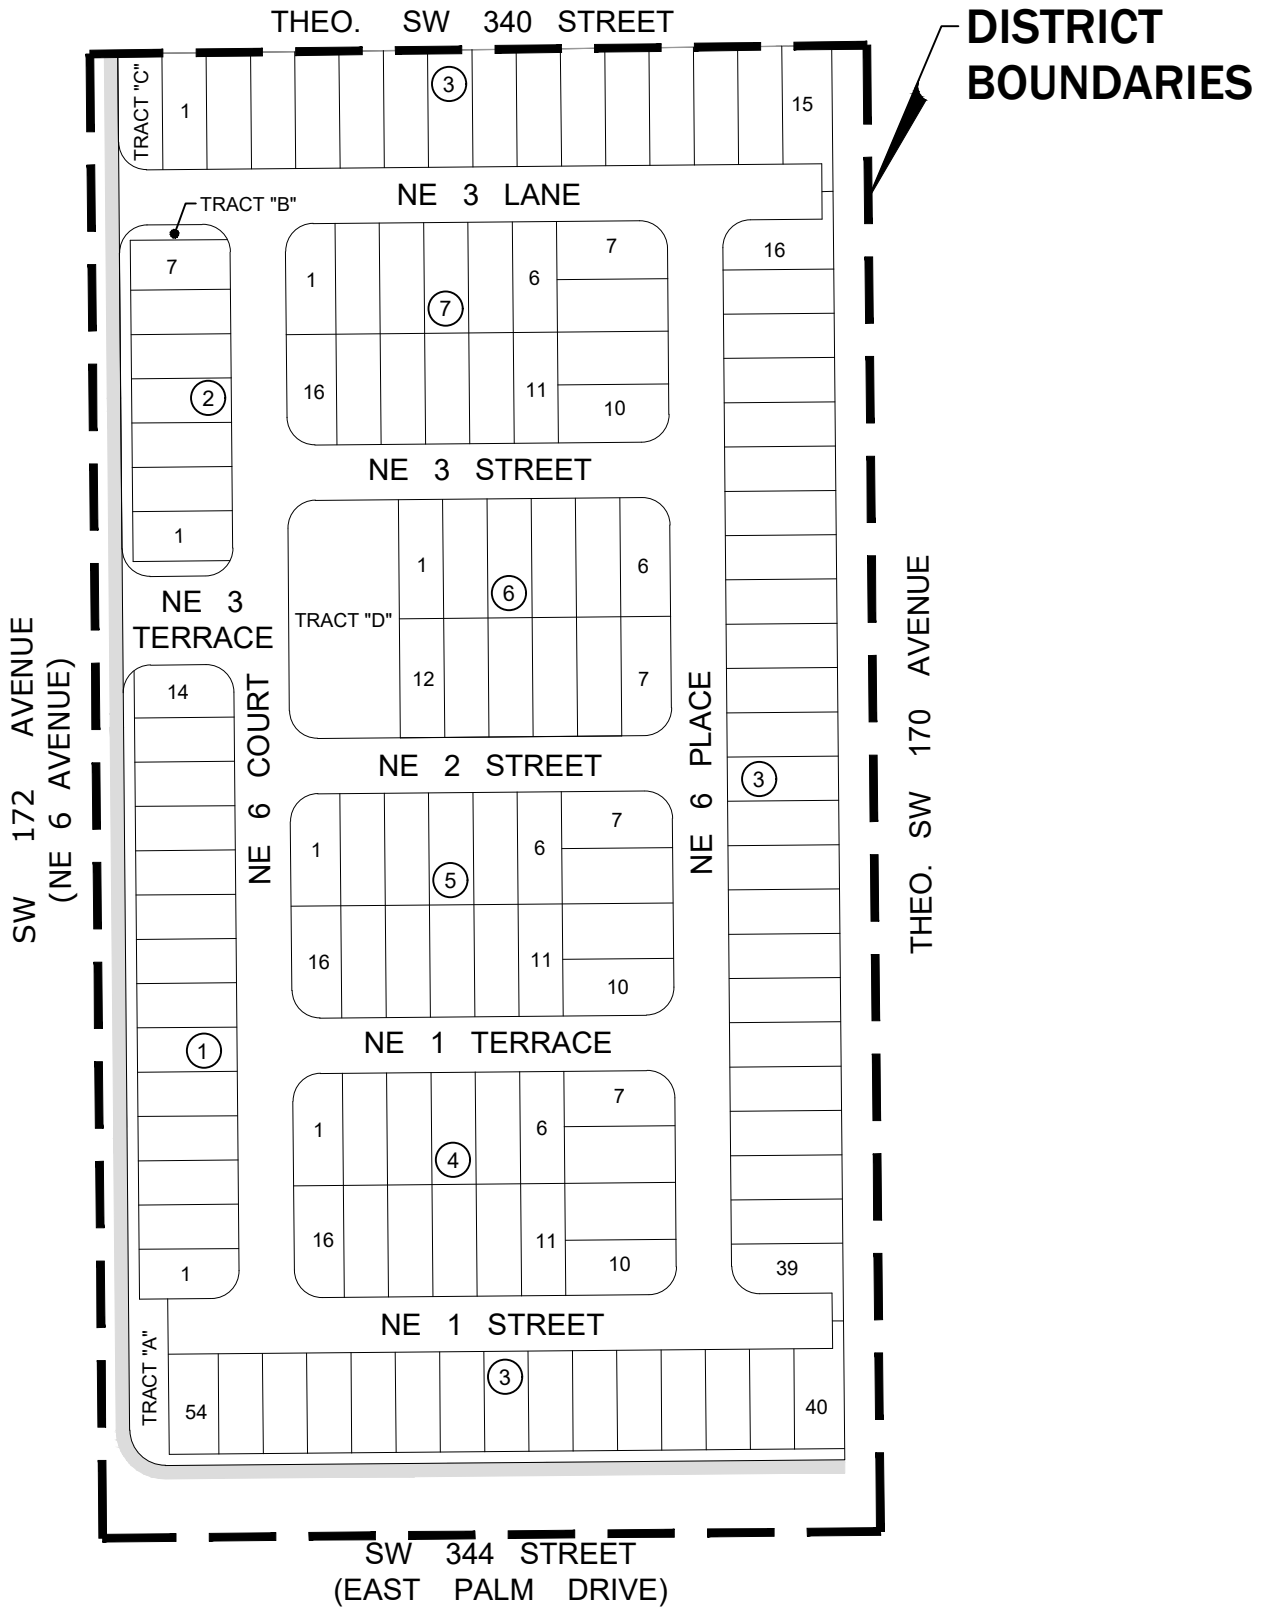 THEO. SW 340 STREET
DISTRICT
BOUNDARIES
TRACT "C"
1
3
15
NE 3 LANE
TRACT "B"
7
2
1
1
7
6
7
16
11
10
16
NE 3 STREET
NE 3
TERRACE
TRACT "D"
1
6
6
12
7
SW 172 AVENUE
(NE 6 AVENUE)
14
1
1
NE 6 COURT
NE 2 STREET
NE 6 PLACE
3
THEO. SW 170 AVENUE
1
5
6
7
16
11
10
NE 1 TERRACE
1
4
6
7
16
11
10
39
NE 1 STREET
TRACT "A"
54
3
40
SW 344 STREET
(EAST PALM DRIVE)